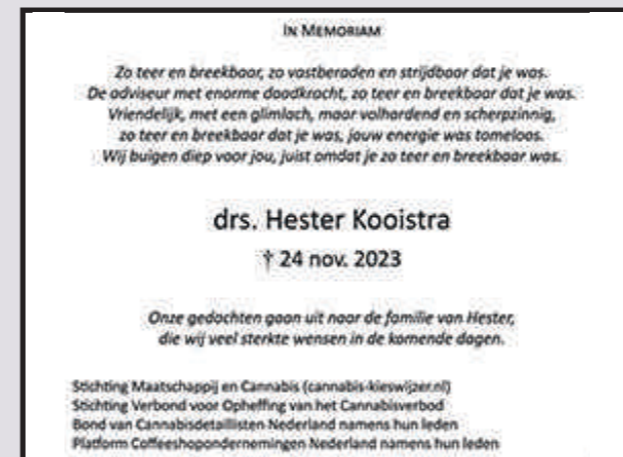 IN MEMORIAM
Zo teer en breekbaar, zo vastberaden en strijdbaar dat je was.
De adviseur met enorme daadkracht, zo teer en breekbaar dat je was.
Vriendelijk, met een glimlach, maar volhardend en scherpzinnig,
zo teer en breekbaar dat je was, jouw energie was tomeloos.
Wij buigen diep voor jou, juist omdat je zo teer en breekbaar was.
drs. Hester Kooistra
† 24 nov. 2023
Onze gedachten gaan uit naar de familie van Hester,
die wij veel sterkte wensen in de komende dagen.
Stichting Maatschappij en Cannabis (cannabis-kieswijzer.nl)
Stichting Verbond voor Opheffing van het Cannabisverbod
Bond van Cannabisdetaillisten Nederland namens hun leden
Platform Coffeeshopondernemingen Nederland namens hun leden